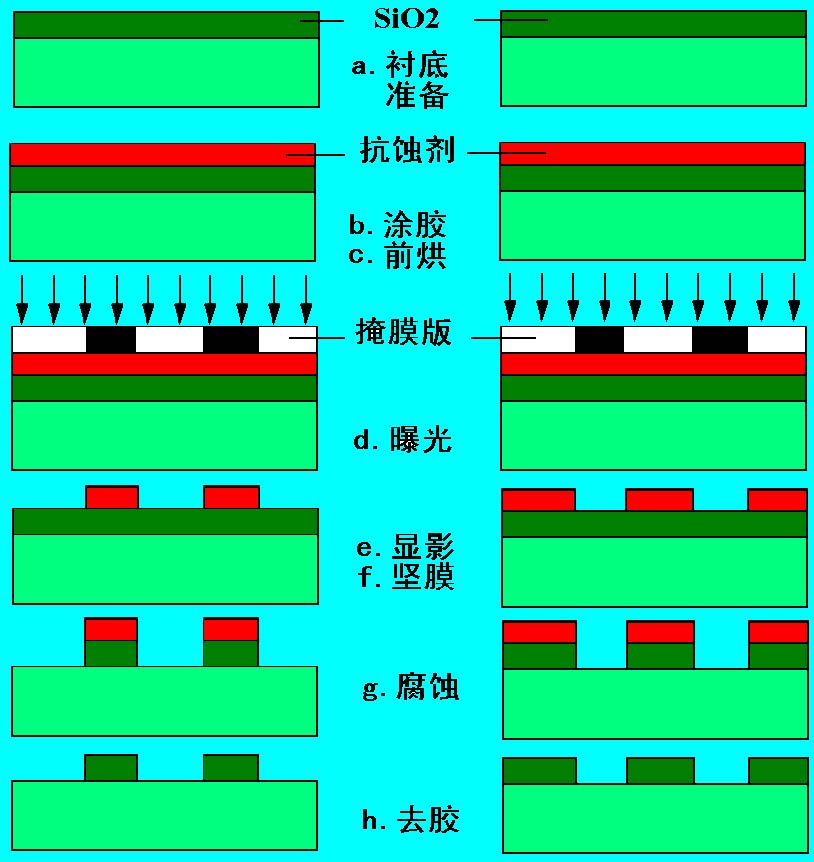 SiO2
a. 衬底
准备
抗蚀剂
b. 涂胶
c. 前烘
掩膜版
d. 曝光
e. 显影
f. 坚膜
g. 腐蚀
h. 去胶